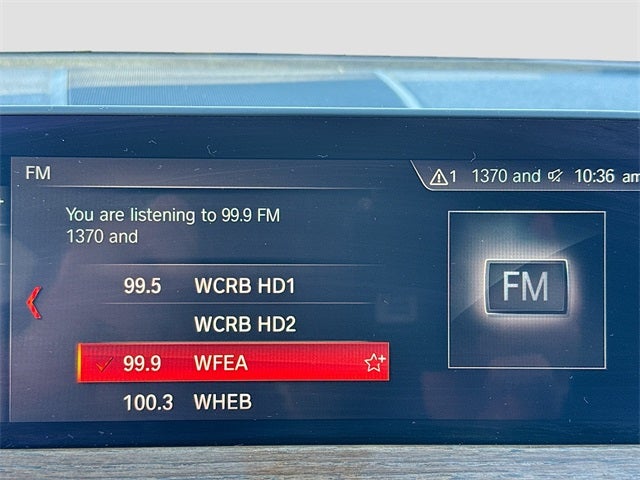 FM
1 1370 and 10:36 am
You are listening to 99.9 FM
1370 and
99.5 WCRB HD1
WCRB HD2
99.9 WFEA
100.3 WHEB
FM